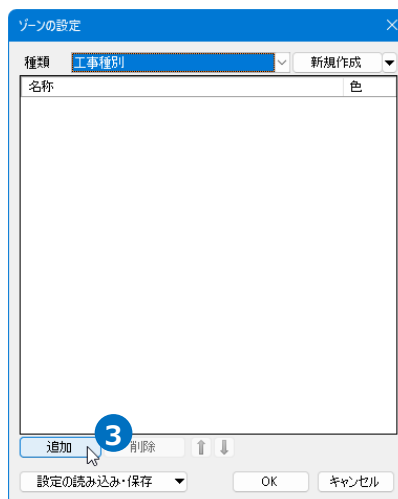 ゾーンの設定
種類 工事種別 新規作成
名称 色
追加 3 削除
設定の読み込み・保存 OK キャンセル